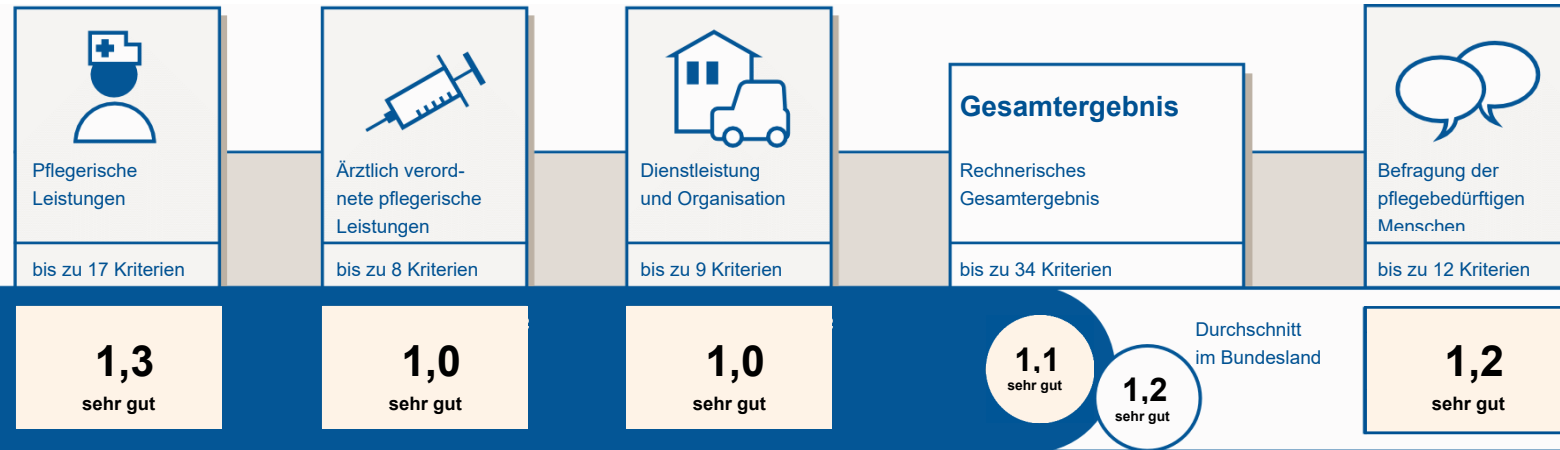 Pflegerische
Leistungen
bis zu 17 Kriterien
1,3
sehr gut
Ärztlich verord-
nete pflegerische
Leistungen
bis zu 8 Kriterien
1,0
sehr gut
Dienstleistung
und Organisation
bis zu 9 Kriterien
1,0
sehr gut
Gesamtergebnis
Rechnerisches
Gesamtergebnis
bis zu 34 Kriterien
1,1
sehr gut
Durchschnitt
im Bundesland
1,2
sehr gut
Befragung der
pflegebedürftigen
Menschen
bis zu 12 Kriterien
1,2
sehr gut